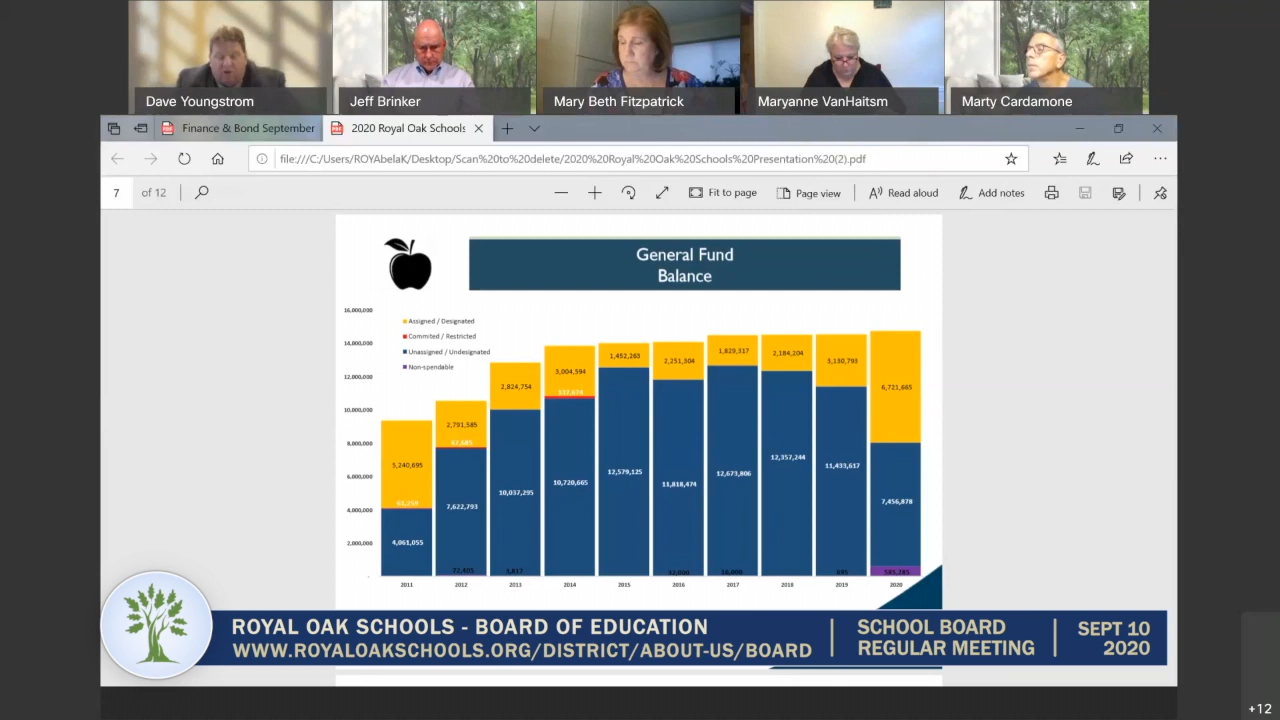 Dave Youngstrom
Jeff Brinker
Mary Beth Fitzpatrick
Maryanne VanHaitsm
Marty Cardamone
Finance & Bond September
2020 Royal Oak Schools
file:///C:/Users/ROYAbelaK/Desktop/Scan%20to%20delete/2020%20Royal%20Oak%20Schools%20Presentation%20(2).pdf
7 of 12
Fit to page
Page view
Read aloud
Add notes
General Fund
Balance
16,000,000
14,000,000
12,000,000
10,000,000
8,000,000
6,000,000
4,000,000
2,000,000
-
Assigned / Designated
Commited / Restricted
Unassigned / Undesignated
Non-spendable
5,240,695
2,791,585
2,824,754
3,004,594
1,452,263
2,251,304
1,829,317
2,184,204
3,130,793
6,721,665
4,061,055
7,622,793
10,037,295
10,720,665
12,579,125
11,818,474
12,673,806
12,357,244
11,433,617
7,456,878
72,405
3,817
695
2011
2012
2013
2014
2015
2016
2017
2018
2019
2020
ROYAL OAK SCHOOLS - BOARD OF EDUCATION
WWW.ROYALOAKSCHOOLS.ORG/DISTRICT/ABOUT-US/BOARD
SCHOOL BOARD
REGULAR MEETING
SEPT 10
2020
+12